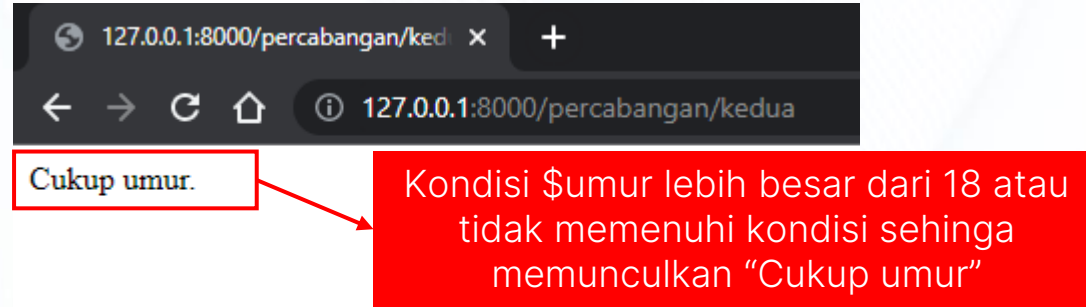 127.0.0.1:8000/percabangan/ked
127.0.0.1:8000/percabangan/kedua
Cukup umur.
Kondisi $umur lebih besar dari 18 atau
tidak memenuhi kondisi sehinga
memunculkan “Cukup umur”